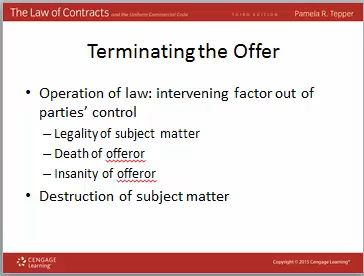 The Law of Contracts and the Uniform Commercial Code THIRD EDITION Pamela R. Tepper
Terminating the Offer
• Operation of law: intervening factor out of
parties’ control
– Legality of subject matter
– Death of offeror
– Insanity of offeror
• Destruction of subject matter
CENGAGE
Learning™
Copyright © 2015 Cengage Learning™